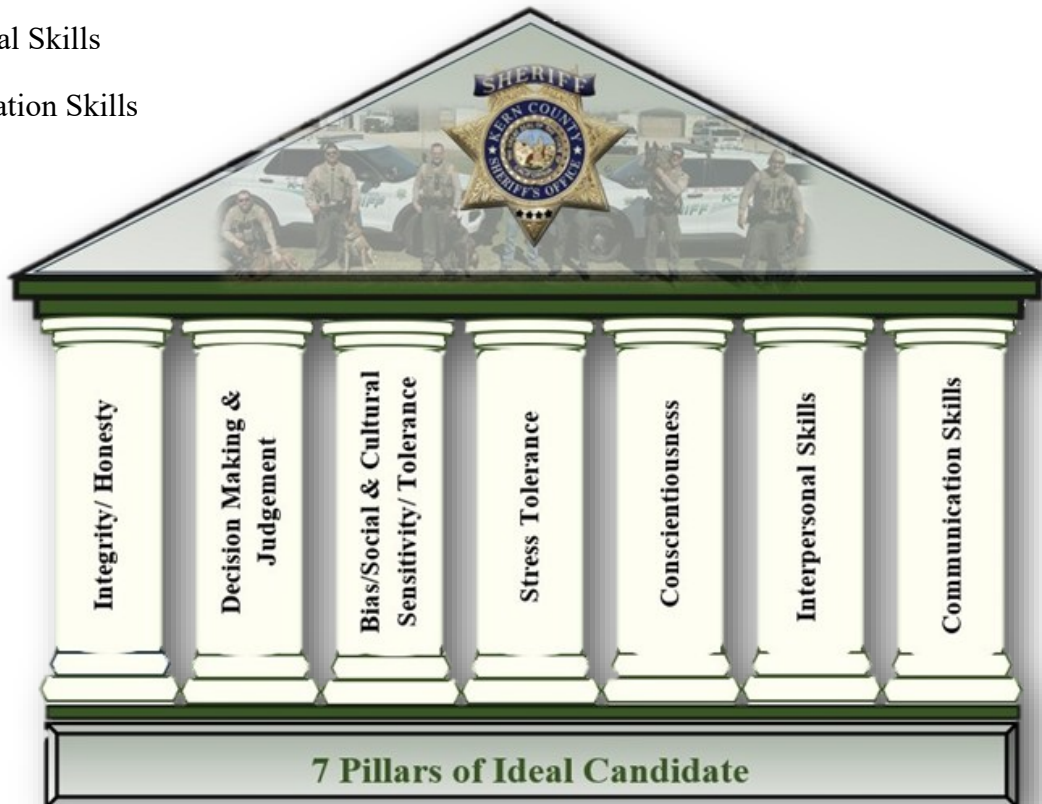 al Skills
ation Skills
SHERIFF
KERN COUNTY
SHERIFF'S OFFICE
Integrity/ Honesty
Decision Making &
Judgement
Bias/Social & Cultural
Sensitivity/ Tolerance
Stress Tolerance
Conscientiousness
Interpersonal Skills
Communication Skills
7 Pillars of Ideal Candidate